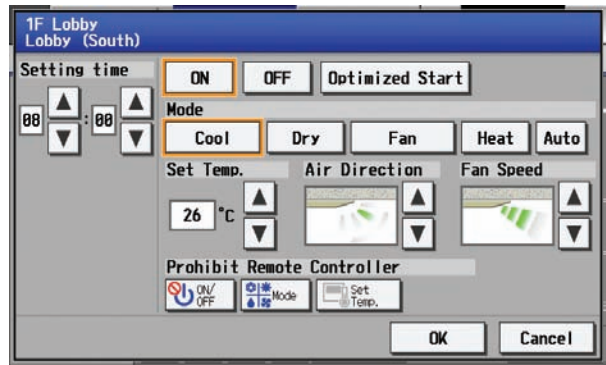 1F Lobby
Lobby (South)
Setting time
ON OFF Optimized Start
08 : 00
Mode
Cool Dry Fan Heat Auto
Set Temp. Air Direction Fan Speed
26 °C
Prohibit Remote Controller
ON/OFF Mode Set Temp.
OK Cancel